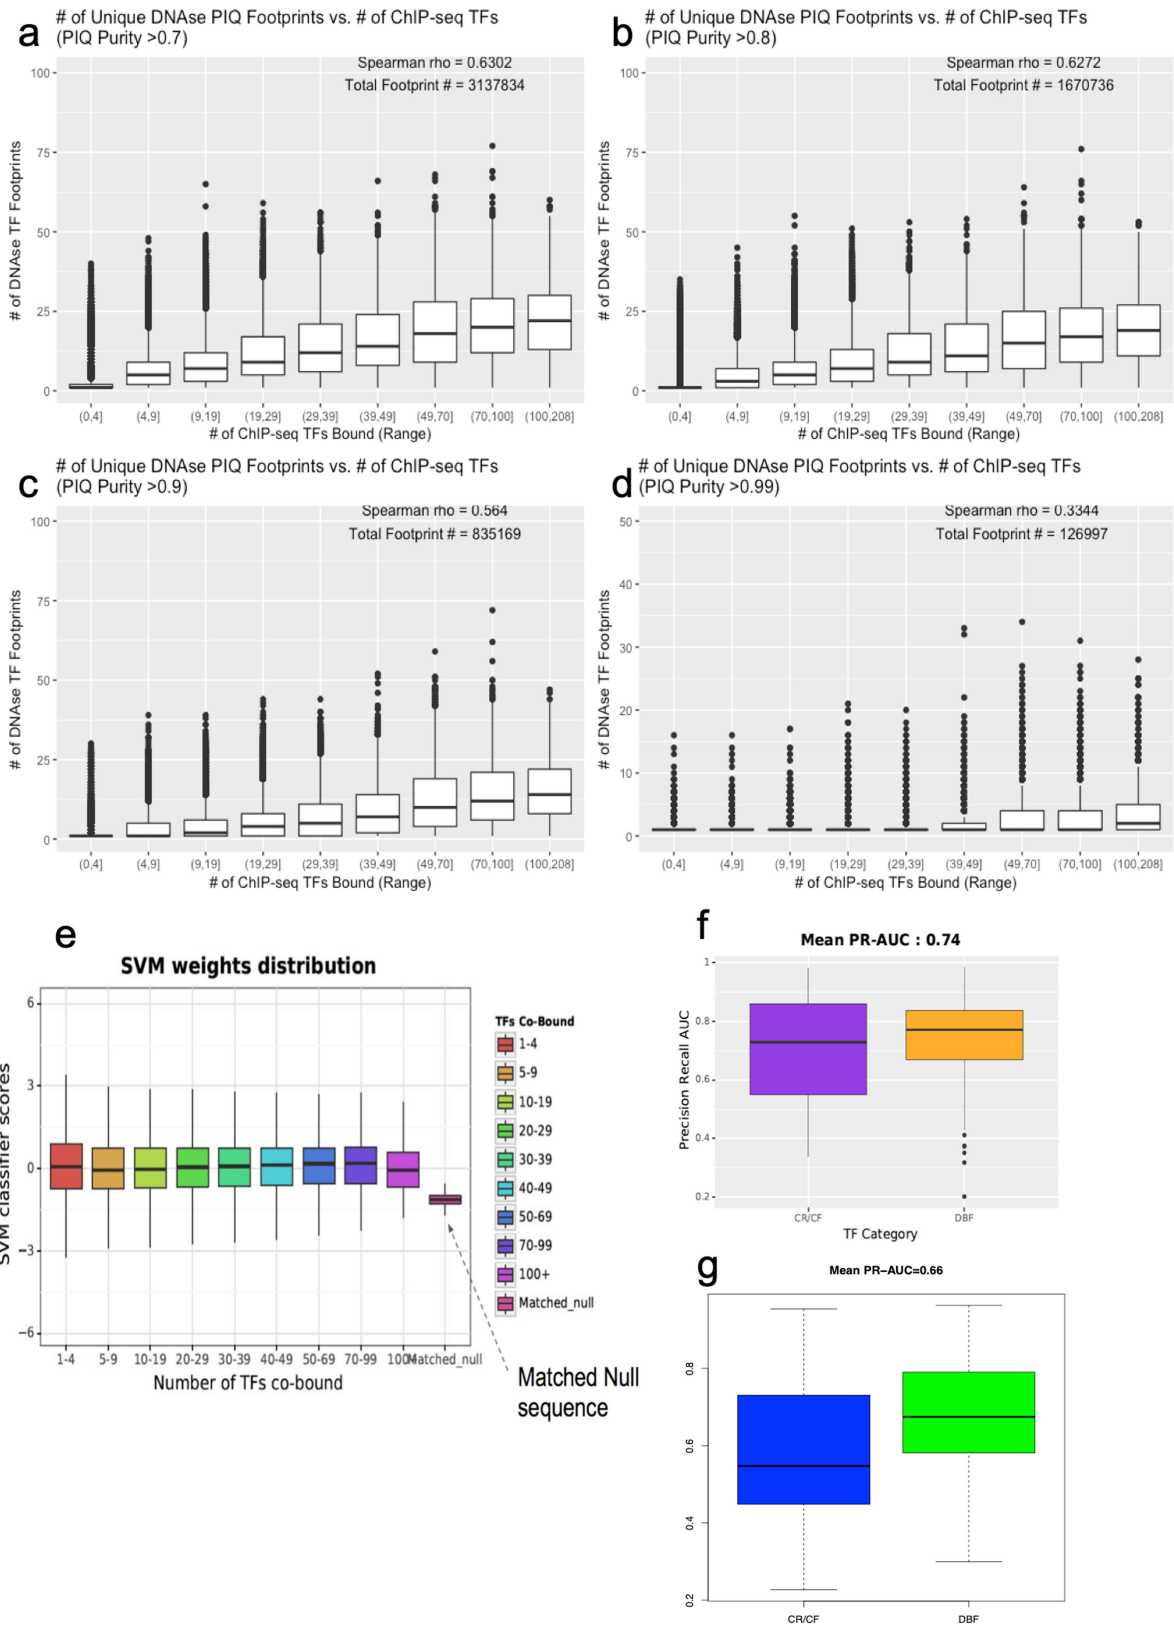 a
# of Unique DNAse PIQ Footprints vs. # of ChIP-seq TFs
(PIQ Purity >0.7)
Spearman rho = 0.6302
Total Footprint # = 3137834
100
75
50
25
0
# of DNAse TF Footprints
(0,4] (4,9] (9,19] (19,29] (29,39] (39,49] (49,70] (70,100] (100,208]
# of ChIP-seq TFs Bound (Range)
b
# of Unique DNAse PIQ Footprints vs. # of ChIP-seq TFs
(PIQ Purity >0.8)
Spearman rho = 0.6272
Total Footprint # = 1670736
100
75
50
25
0
# of DNAse TF Footprints
(0,4] (4,9] (9,19] (19,29] (29,39] (39,49] (49,70] (70,100] (100,208]
# of ChIP-seq TFs Bound (Range)
c
# of Unique DNAse PIQ Footprints vs. # of ChIP-seq TFs
(PIQ Purity >0.9)
Spearman rho = 0.564
Total Footprint # = 835169
100
75
50
25
0
# of DNAse TF Footprints
(0,4] (4,9] (9,19] (19,29] (29,39] (39,49] (49,70] (70,100] (100,208]
# of ChIP-seq TFs Bound (Range)
d
# of Unique DNAse PIQ Footprints vs. # of ChIP-seq TFs
(PIQ Purity >0.99)
Spearman rho = 0.3344
Total Footprint # = 126997
50
40
30
20
10
0
# of DNAse TF Footprints
(0,4] (4,9] (9,19] (19,29] (29,39] (39,49] (49,70] (70,100] (100,208]
# of ChIP-seq TFs Bound (Range)
e
SVM weights distribution
6
3
0
−3
−6
SVM classifier scores
1-4 5-9 10-19 20-29 30-39 40-49 50-69 70-99 100+ Matched_null
Number of TFs co-bound
TFs Co-Bound
1-4
5-9
10-19
20-29
30-39
40-49
50-69
70-99
100+
Matched_null
Matched Null
sequence
f
Mean PR-AUC : 0.74
1
0.8
0.6
0.4
0.2
Precision Recall AUC
CR/CF DBF
TF Category
g
Mean PR−AUC=0.66
0.8
0.6
0.4
0.2
CR/CF DBF